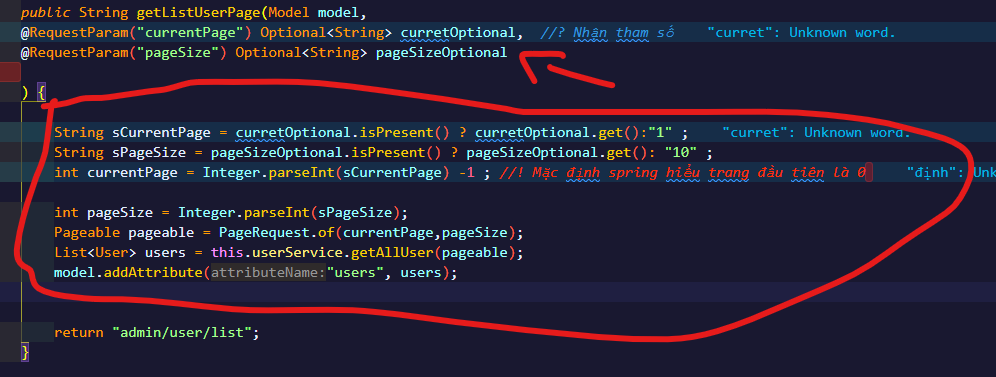 public String getListUserPage(Model model,
@RequestParam("currentPage") Optional<String> curretOptional,  //? Nhận tham số    "curret": Unknown word.
@RequestParam("pageSize") Optional<String> pageSizeOptional
) {
String sCurrentPage = curretOptional.isPresent() ? curretOptional.get():"1" ;    "curret": Unknown word.
String sPageSize = pageSizeOptional.isPresent() ? pageSizeOptional.get(): "10" ;
int currentPage = Integer.parseInt(sCurrentPage) -1 ; //! Mặc định spring hiểu trang đầu tiên là 0    "định": Unk
int pageSize = Integer.parseInt(sPageSize);
Pageable pageable = PageRequest.of(currentPage,pageSize);
List<User> users = this.userService.getAllUser(pageable);
model.addAttribute(attributeName:"users", users);
return "admin/user/list";
}